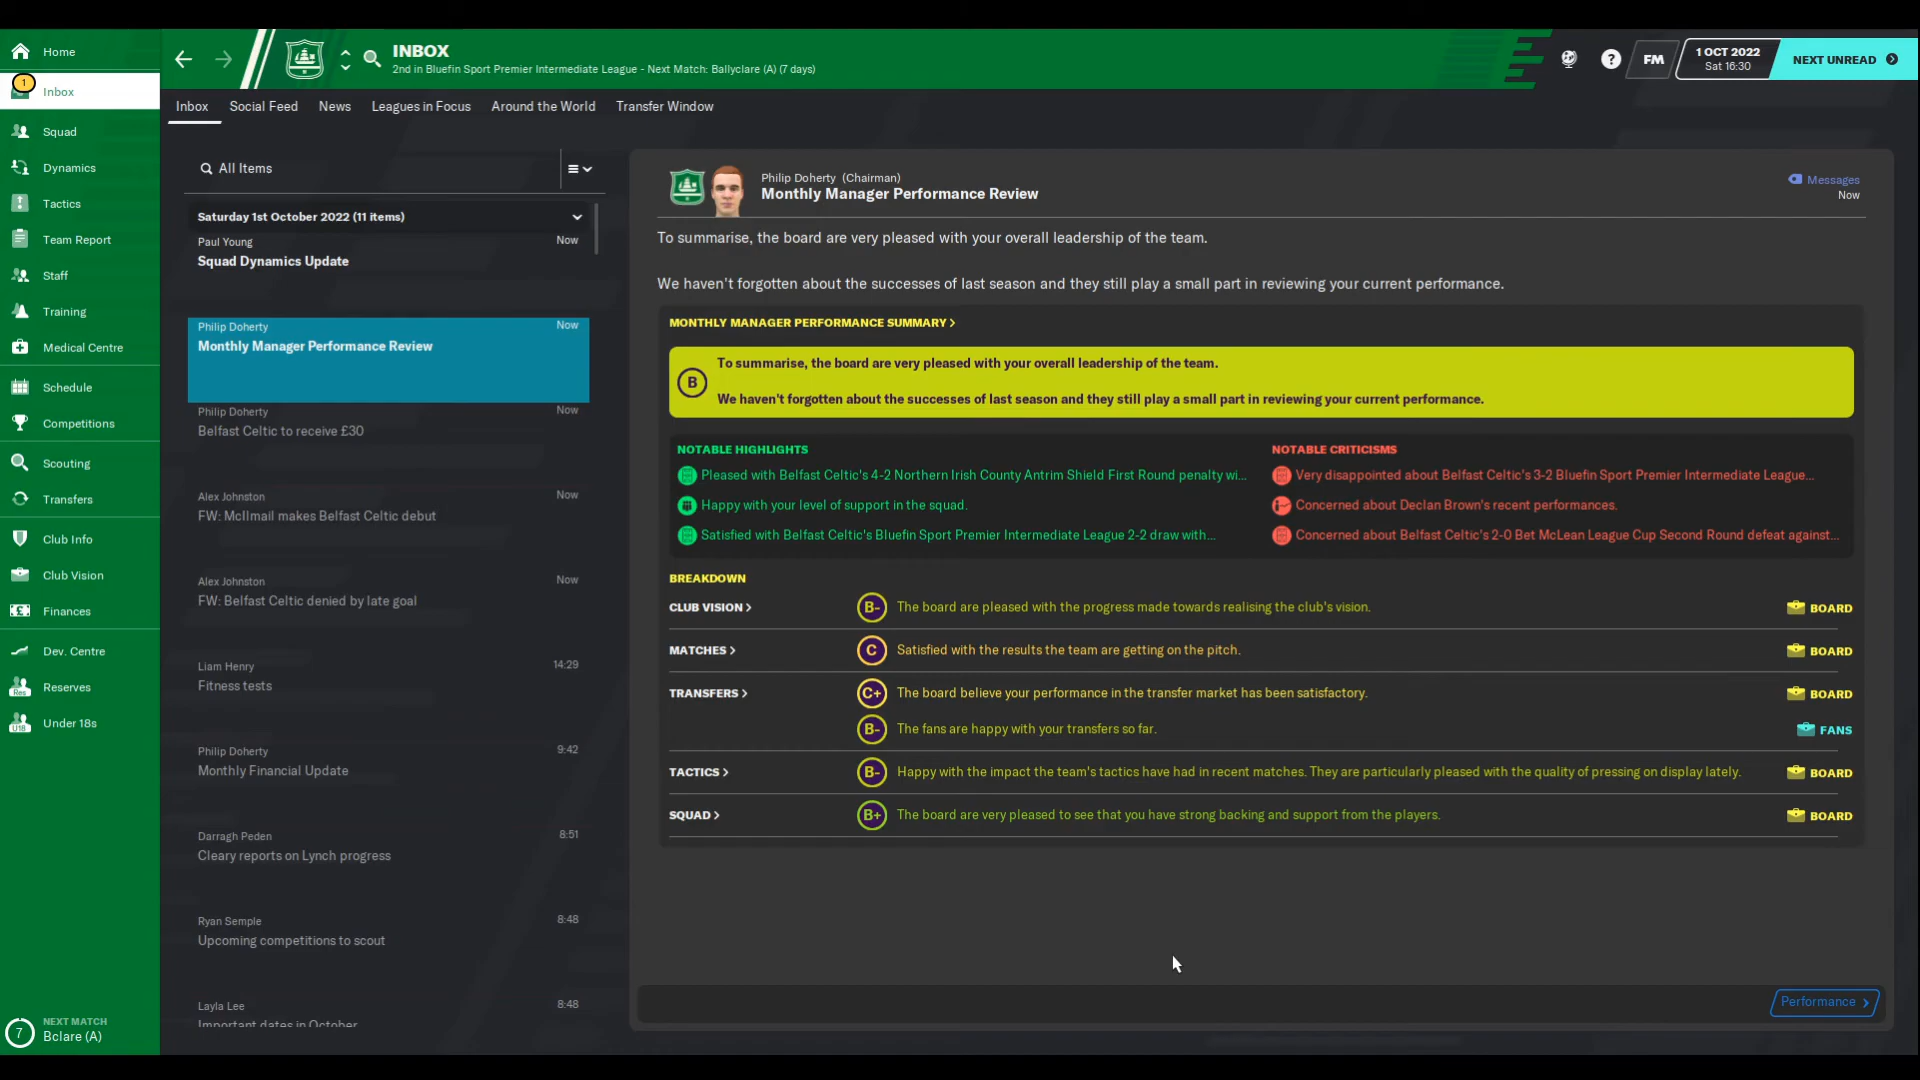 Home
1
Inbox
Squad
Dynamics
Tactics
Team Report
Staff
Training
Medical Centre
Schedule
Competitions
Scouting
Transfers
Club Info
Club Vision
Finances
Dev. Centre
Res
Reserves
U18
Under 18s
7
NEXT MATCH
Bclare (A)
INBOX
2nd in Bluefin Sport Premier Intermediate League - Next Match: Ballyclare (A) (7 days)
?
FM
1 OCT 2022
Sat 16:30
NEXT UNREAD
Inbox Social Feed News Leagues in Focus Around the World Transfer Window
All Items
Saturday 1st October 2022 (11 items)
Paul Young Now
Squad Dynamics Update
Philip Doherty Now
Monthly Manager Performance Review
Philip Doherty Now
Belfast Celtic to receive £30
Alex Johnston Now
FW: McIlmail makes Belfast Celtic debut
Alex Johnston Now
FW: Belfast Celtic denied by late goal
Liam Henry 14:29
Fitness tests
Philip Doherty 9:42
Monthly Financial Update
Darragh Peden 8:51
Cleary reports on Lynch progress
Ryan Semple 8:48
Upcoming competitions to scout
Layla Lee 8:48
Important dates in October
Philip Doherty (Chairman)
Monthly Manager Performance Review
Messages
Now
To summarise, the board are very pleased with your overall leadership of the team.
We haven't forgotten about the successes of last season and they still play a small part in reviewing your current performance.
MONTHLY MANAGER PERFORMANCE SUMMARY >
B
To summarise, the board are very pleased with your overall leadership of the team.
We haven't forgotten about the successes of last season and they still play a small part in reviewing your current performance.
NOTABLE HIGHLIGHTS
Pleased with Belfast Celtic's 4-2 Northern Irish County Antrim Shield First Round penalty wi...
Happy with your level of support in the squad.
Satisfied with Belfast Celtic's Bluefin Sport Premier Intermediate League 2-2 draw with...
NOTABLE CRITICISMS
Very disappointed about Belfast Celtic's 3-2 Bluefin Sport Premier Intermediate League...
Concerned about Declan Brown's recent performances.
Concerned about Belfast Celtic's 2-0 Bet McLean League Cup Second Round defeat against...
BREAKDOWN
CLUB VISION > B- The board are pleased with the progress made towards realising the club's vision. BOARD
MATCHES > C Satisfied with the results the team are getting on the pitch. BOARD
TRANSFERS > C+ The board believe your performance in the transfer market has been satisfactory. BOARD
B- The fans are happy with your transfers so far. FANS
TACTICS > B- Happy with the impact the team's tactics have had in recent matches. They are particularly pleased with the quality of pressing on display lately. BOARD
SQUAD > B+ The board are very pleased to see that you have strong backing and support from the players. BOARD
Performance >